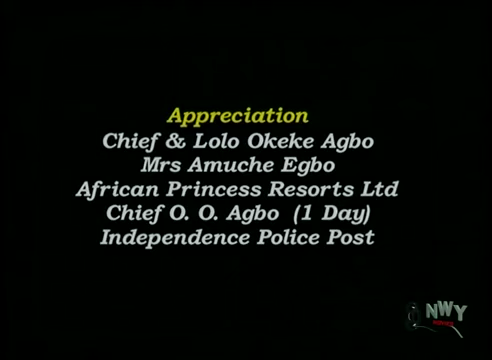 Appreciation
Chief & Lolo Okeke Agbo
Mrs Amuche Egbo
African Princess Resorts Ltd
Chief O. O. Agbo (1 Day)
Independence Police Post
NWY